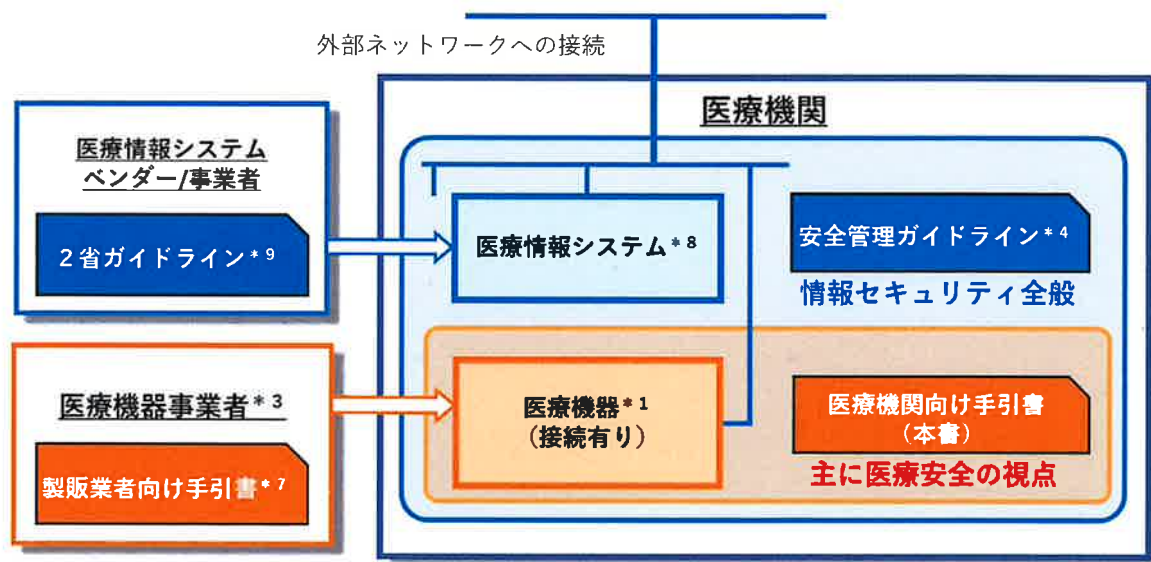 外部ネットワークへの接続
医療機関
医療情報システム
ベンダー/事業者
2省ガイドライン*9
医療情報システム*8
安全管理ガイドライン*4
情報セキュリティ全般
医療機器事業者*3
製販業者向け手引書*7
医療機器*1
(接続有り)
医療機関向け手引書
(本書)
主に医療安全の視点